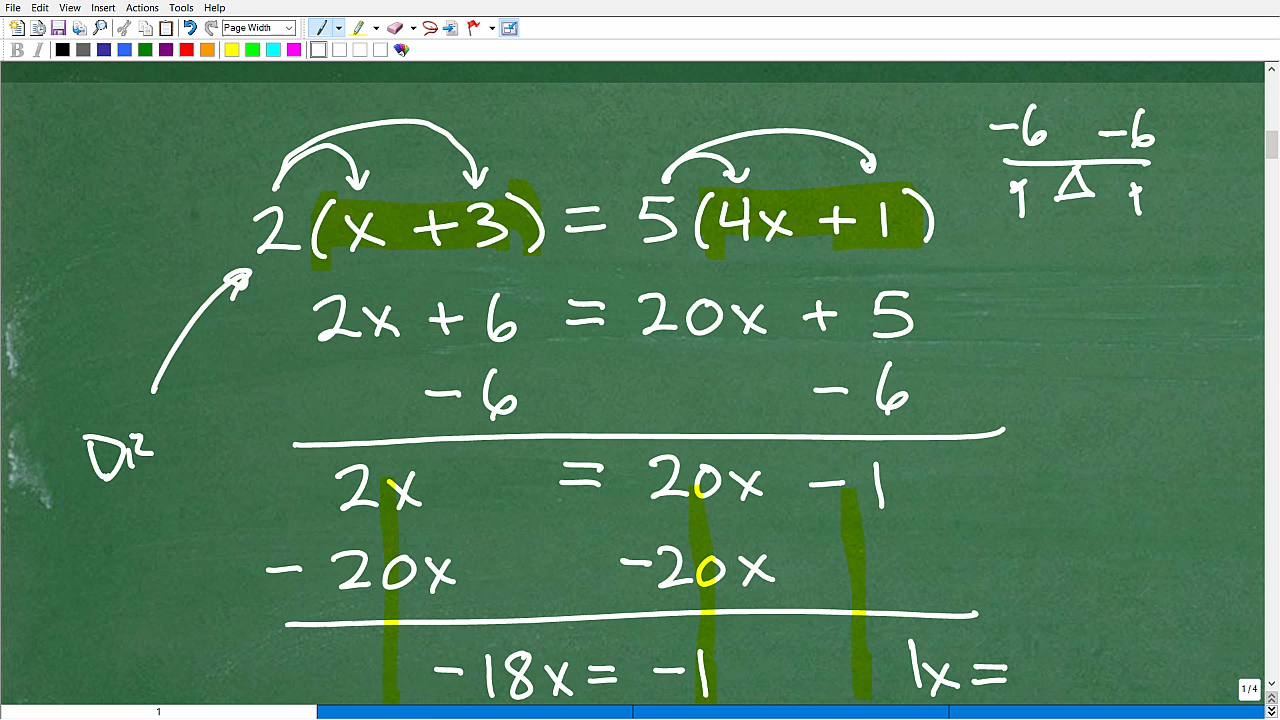 File Edit View Insert Actions Tools Help
Page Width
B I
-6 -6
2(x + 3) = 5(4x + 1)
2x + 6 = 20x + 5
- 6 - 6
2x = 20x - 1
- 20x -20x
-18x = -1 1x =
1/4
1